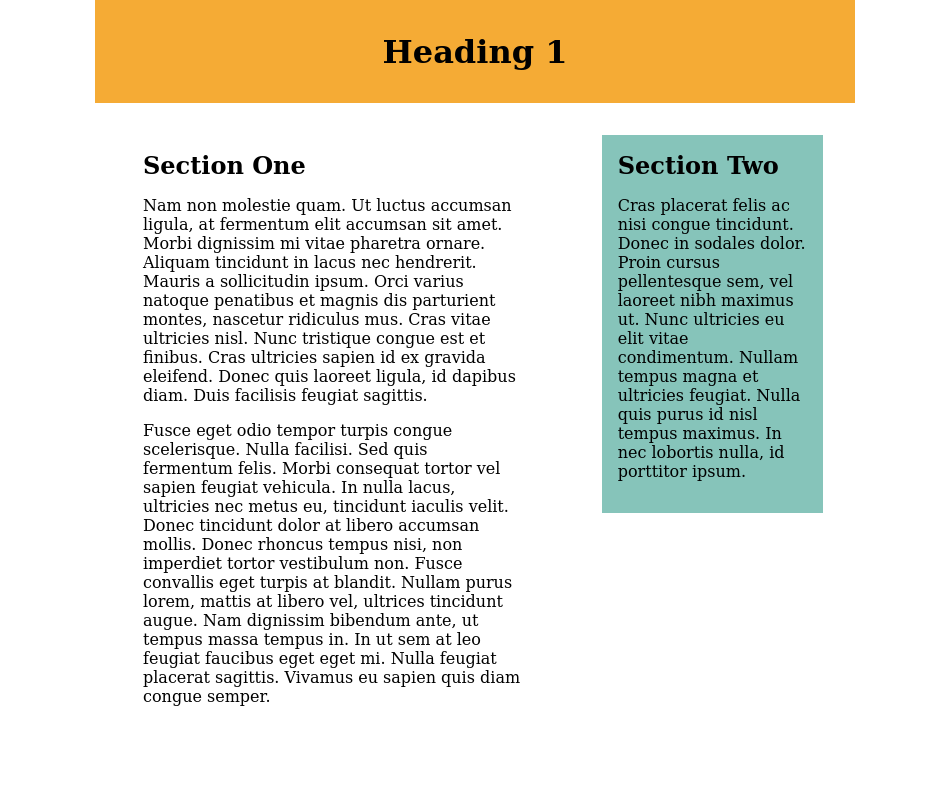 Heading 1
Section One
Nam non molestie quam. Ut luctus accumsan
ligula, at fermentum elit accumsan sit amet.
Morbi dignissim mi vitae pharetra ornare.
Aliquam tincidunt in lacus nec hendrerit.
Mauris a sollicitudin ipsum. Orci varius
natoque penatibus et magnis dis parturient
montes, nascetur ridiculus mus. Cras vitae
ultricies nisl. Nunc tristique congue est et
finibus. Cras ultricies sapien id ex gravida
eleifend. Donec quis laoreet ligula, id dapibus
diam. Duis facilisis feugiat sagittis.
Fusce eget odio tempor turpis congue
scelerisque. Nulla facilisi. Sed quis
fermentum felis. Morbi consequat tortor vel
sapien feugiat vehicula. In nulla lacus,
ultricies nec metus eu, tincidunt iaculis velit.
Donec tincidunt dolor at libero accumsan
mollis. Donec rhoncus tempus nisi, non
imperdiet tortor vestibulum non. Fusce
convallis eget turpis at blandit. Nullam purus
lorem, mattis at libero vel, ultrices tincidunt
augue. Nam dignissim bibendum ante, ut
tempus massa tempus in. In ut sem at leo
feugiat faucibus eget eget mi. Nulla feugiat
placerat sagittis. Vivamus eu sapien quis diam
congue semper.
Section Two
Cras placerat felis ac
nisi congue tincidunt.
Donec in sodales dolor.
Proin cursus
pellentesque sem, vel
laoreet nibh maximus
ut. Nunc ultricies eu
elit vitae
condimentum. Nullam
tempus magna et
ultricies feugiat. Nulla
quis purus id nisl
tempus maximus. In
nec lobortis nulla, id
porttitor ipsum.